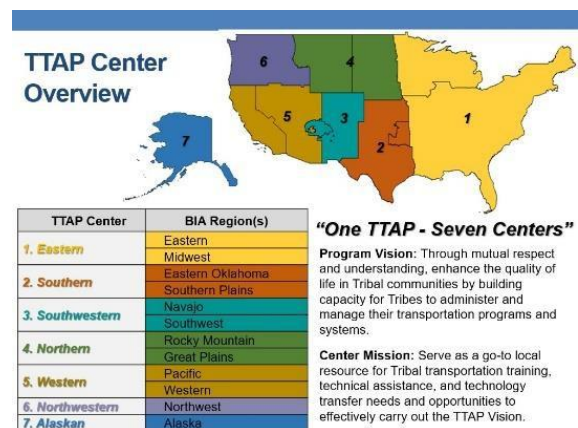 TTAP Center
Overview
6
4
1
5
3
2
7
TTAP Center BIA Region(s)
1. Eastern Eastern
Midwest
2. Southern Eastern Oklahoma
Southern Plains
3. Southwestern Navajo
Southwest
4. Northern Rocky Mountain
Great Plains
5. Western Pacific
Western
6. Northwestern Northwest
7. Alaskan Alaska
"One TTAP - Seven Centers"
Program Vision: Through mutual respect
and understanding, enhance the quality of
life in Tribal communities by building
capacity for Tribes to administer and
manage their transportation programs and
systems.
Center Mission: Serve as a go-to local
resource for Tribal transportation training,
technical assistance, and technology
transfer needs and opportunities to
effectively carry out the TTAP Vision.